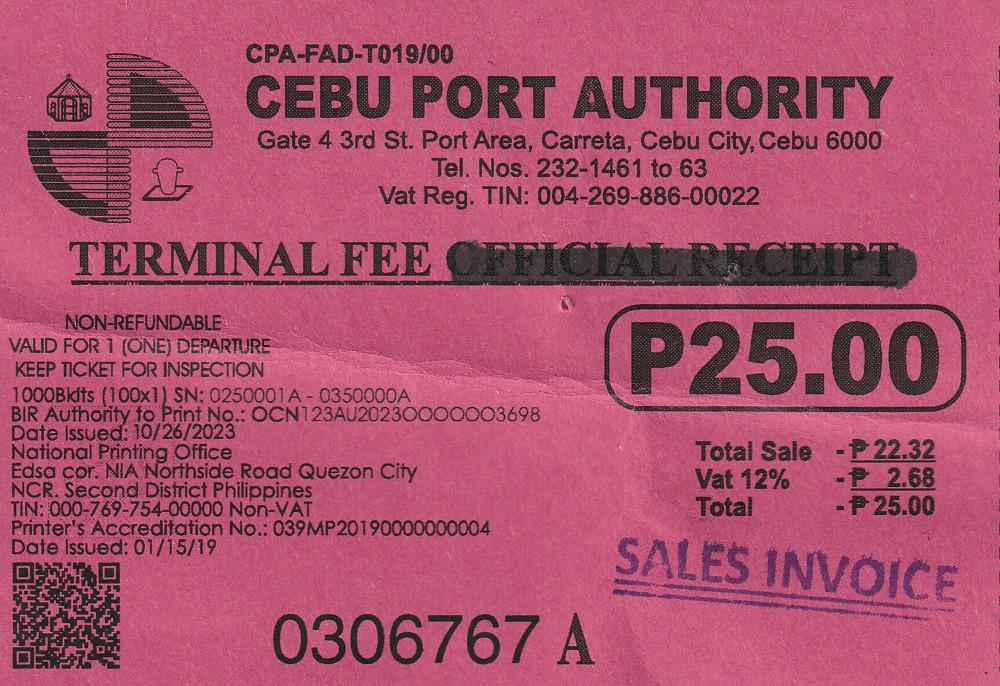 CPA-FAD-T019/00
CEBU PORT AUTHORITY
Gate 4 3rd St. Port Area, Carreta, Cebu City, Cebu 6000
Tel. Nos. 232-1461 to 63
Vat Reg. TIN: 004-269-886-00022
TERMINAL FEE OFFICIAL RECEIPT
NON-REFUNDABLE
VALID FOR 1 (ONE) DEPARTURE
KEEP TICKET FOR INSPECTION
1000Bklts (100x1) SN: 0250001A - 0350000A
BIR Authority to Print No.: OCN123AU2023OOOOOO3698
Date Issued: 10/26/2023
National Printing Office
Edsa cor. NIA Northside Road Quezon City
NCR. Second District Philippines
TIN: 000-769-754-00000 Non-VAT
Printer's Accreditation No.: 039MP20190000000004
Date Issued: 01/15/19
P25.00
Total Sale - ₱ 22.32
Vat 12% - ₱ 2.68
Total - ₱ 25.00
SALES INVOICE
0306767 A